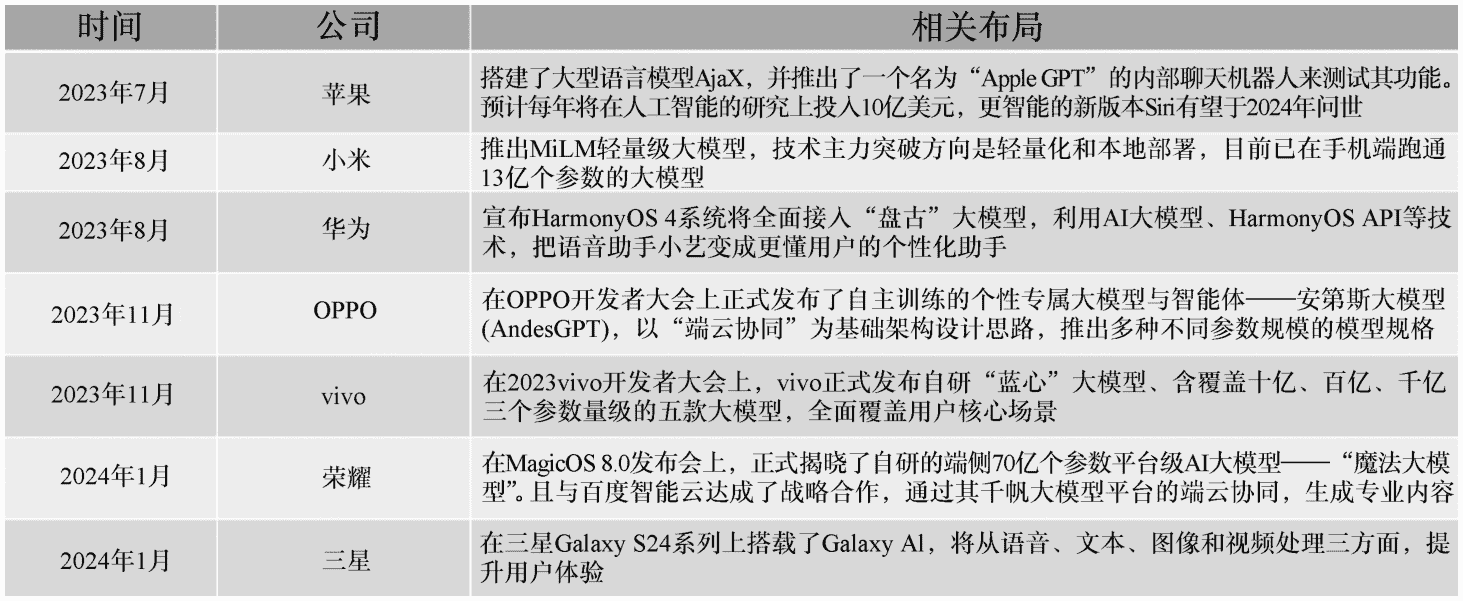 时间 公司 相关布局
2023年7月 苹果 搭建了大型语言模型AjaX，并推出了一个名为“Apple GPT”的内部聊天机器人来测试其功能。
预计每年将在人工智能的研究上投入10亿美元，更智能的新版本Siri有望于2024年问世
2023年8月 小米 推出MiLM轻量级大模型，技术主力突破方向是轻量化和本地部署，目前已在手机端跑通
13亿个参数的大模型
2023年8月 华为 宣布HarmonyOS 4系统将全面接入“盘古”大模型，利用AI大模型、HarmonyOS API等技
术，把语音助手小艺变成更懂用户的个性化助手
2023年11月 OPPO 在OPPO开发者大会上正式发布了自主训练的个性专属大模型与智能体——安第斯大模型
(AndesGPT)，以“端云协同”为基础架构设计思路，推出多种不同参数规模的模型规格
2023年11月 vivo 在2023vivo开发者大会上，vivo正式发布自研“蓝心”大模型、含覆盖十亿、百亿、千亿
三个参数量级的五款大模型，全面覆盖用户核心场景
2024年1月 荣耀 在MagicOS 8.0发布会上，正式揭晓了自研的端侧70亿个参数平台级AI大模型——“魔法大模
型”。且与百度智能云达成了战略合作，通过其千帆大模型平台的端云协同，生成专业内容
2024年1月 三星 在三星Galaxy S24系列上搭载了Galaxy Al，将从语音、文本、图像和视频处理三方面，提
升用户体验